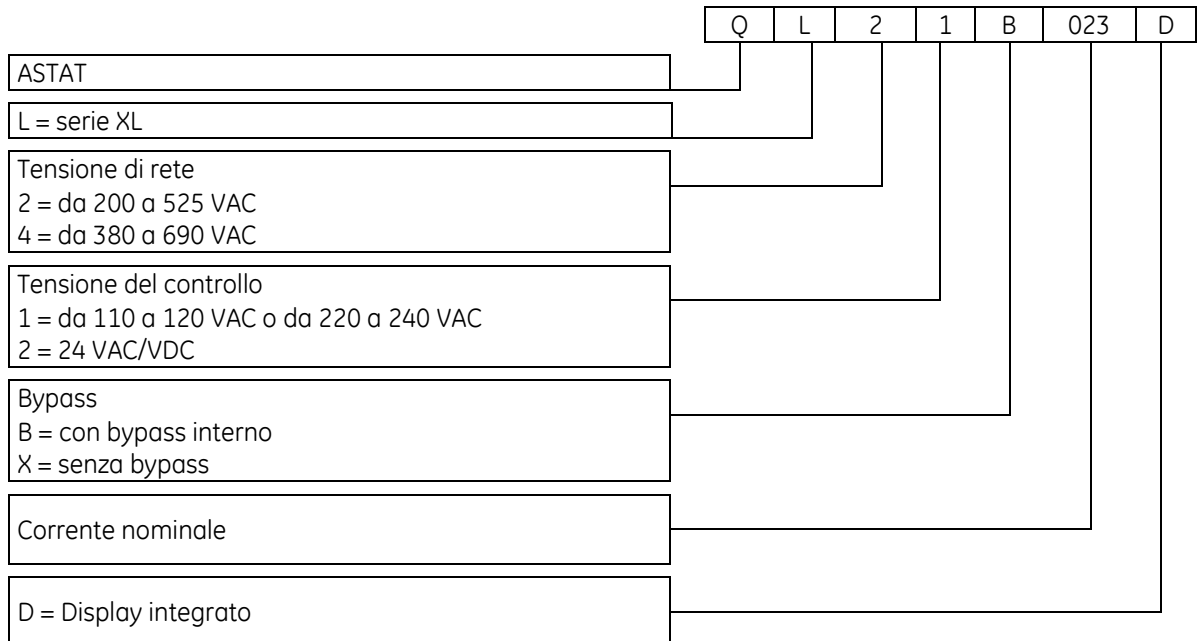 Q L 2 1 B 023 D
ASTAT
L = serie XL
Tensione di rete
2 = da 200 a 525 VAC
4 = da 380 a 690 VAC
Tensione del controllo
1 = da 110 a 120 VAC o da 220 a 240 VAC
2 = 24 VAC/VDC
Bypass
B = con bypass interno
X = senza bypass
Corrente nominale
D = Display integrato